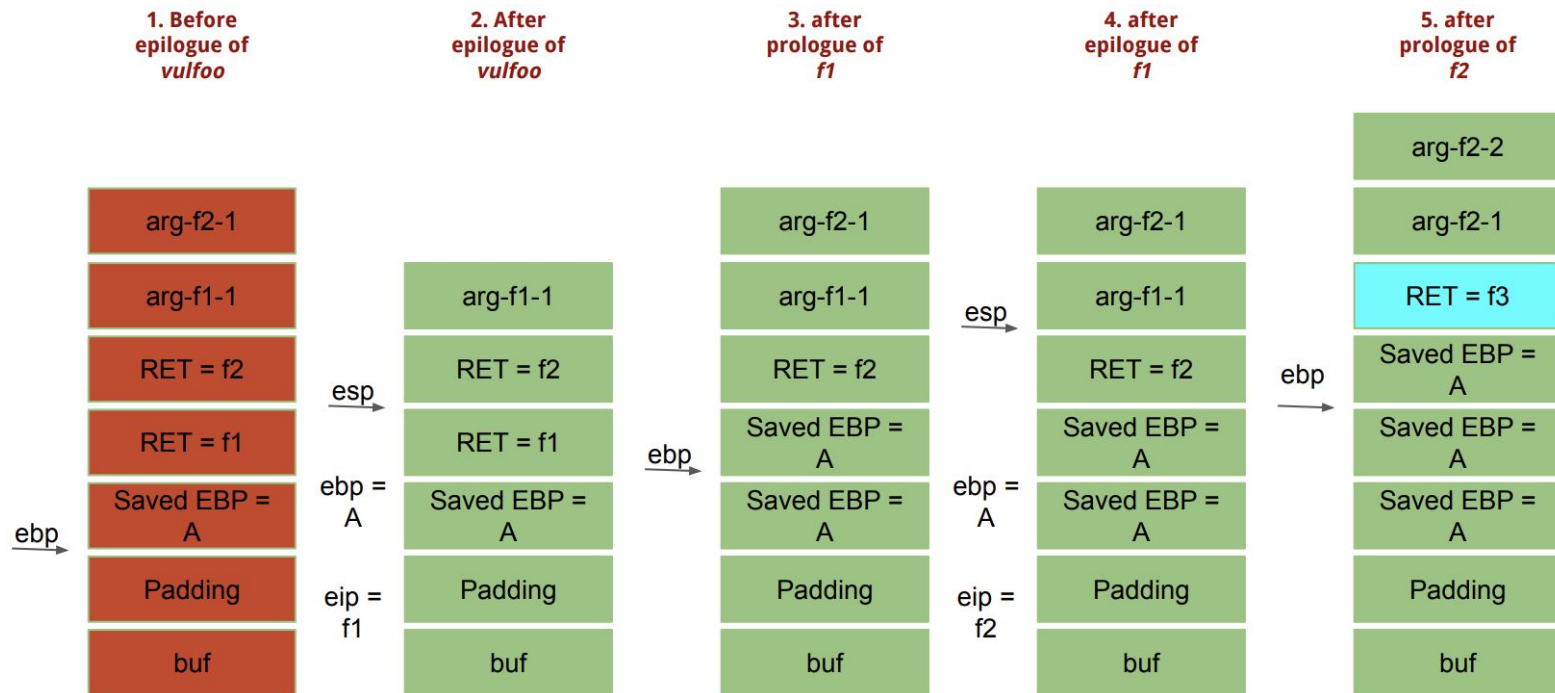 1. Before
epilogue of
vulfoo
2. After
epilogue of
vulfoo
3. after
prologue of
f1
4. after
epilogue of
f1
5. after
prologue of
f2
arg-f2-1
arg-f1-1
RET = f2
RET = f1
Saved EBP =
A
Padding
buf
ebp
arg-f1-1
RET = f2
RET = f1
Saved EBP =
A
Padding
buf
esp
ebp =
A
eip =
f1
arg-f2-1
arg-f1-1
RET = f2
Saved EBP =
A
Saved EBP =
A
Padding
buf
ebp
arg-f2-1
arg-f1-1
RET = f2
Saved EBP =
A
Saved EBP =
A
Padding
buf
esp
ebp =
A
eip =
f2
arg-f2-2
arg-f2-1
RET = f3
Saved EBP =
A
Saved EBP =
A
Saved EBP =
A
Padding
buf
ebp